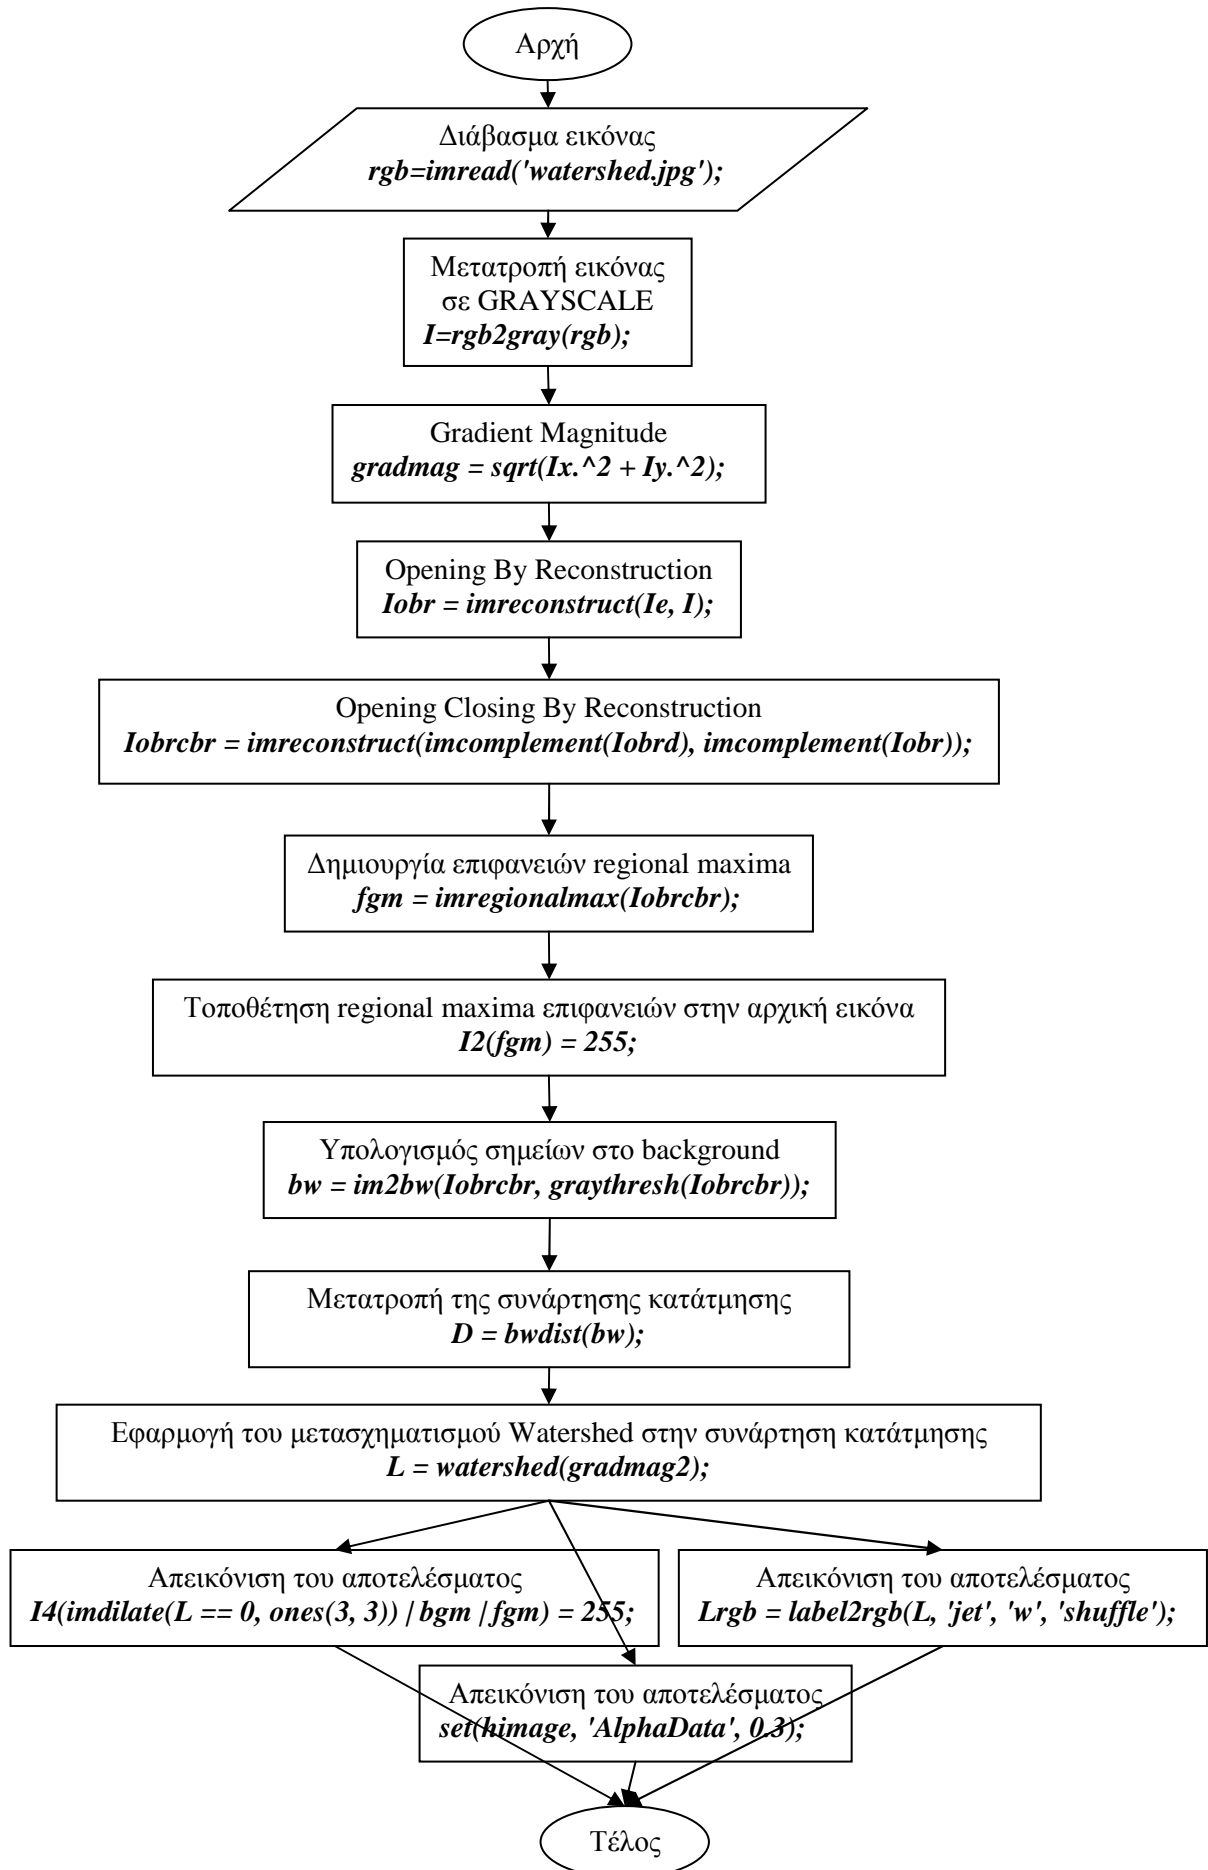 Αρχή
Διάβασμα εικόνας
rgb=imread('watershed.jpg');
Μετατροπή εικόνας
σε GRAYSCALE
I=rgb2gray(rgb);
Gradient Magnitude
gradmag = sqrt(Ix.^2 + Iy.^2);
Opening By Reconstruction
Iobr = imreconstruct(Ie, I);
Opening Closing By Reconstruction
Iobrcbr = imreconstruct(imcomplement(Iobrd), imcomplement(Iobr));
Δημιουργία επιφανειών regional maxima
fgm = imregionalmax(Iobrcbr);
Τοποθέτηση regional maxima επιφανειών στην αρχική εικόνα
I2(fgm) = 255;
Υπολογισμός σημείων στο background
bw = im2bw(Iobrcbr, graythresh(Iobrcbr));
Μετατροπή της συνάρτησης κατάτμησης
D = bwdist(bw);
Εφαρμογή του μετασχηματισμού Watershed στην συνάρτηση κατάτμησης
L = watershed(gradmag2);
Απεικόνιση του αποτελέσματος
I4(imdilate(L == 0, ones(3, 3)) | bgm | fgm) = 255;
Απεικόνιση του αποτελέσματος
Lrgb = label2rgb(L, 'jet', 'w', 'shuffle');
Απεικόνιση του αποτελέσματος
set(himage, 'AlphaData', 0.3);
Τέλος